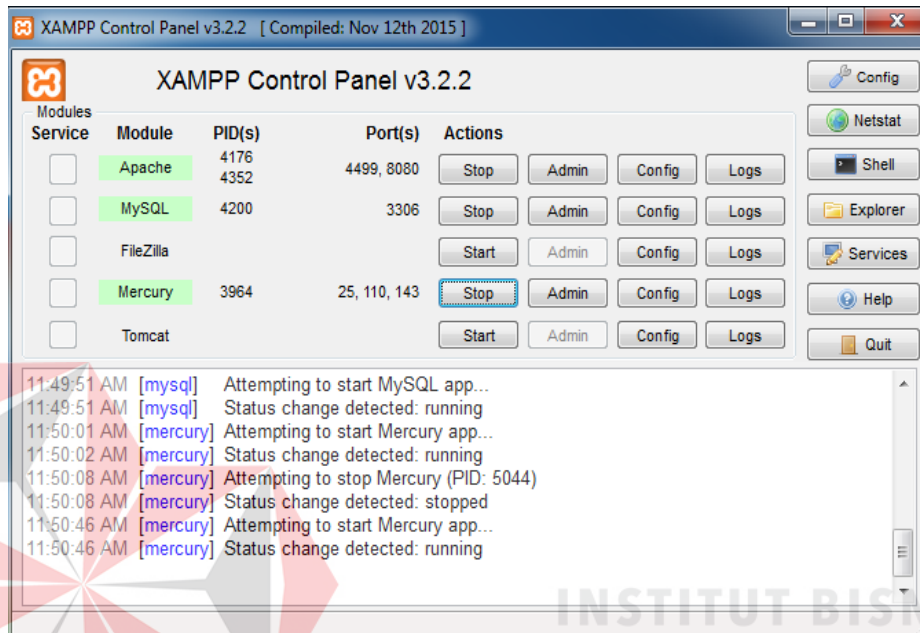 XAMPP Control Panel v3.2.2 [ Compiled: Nov 12th 2015 ]
XAMPP Control Panel v3.2.2
Config
Modules
Service Module PID(s) Port(s) Actions
Netstat
Apache 4176 4352 4499, 8080 Stop Admin Config Logs
Shell
MySQL 4200 3306 Stop Admin Config Logs
Explorer
FileZilla Start Admin Config Logs
Services
Mercury 3964 25, 110, 143 Stop Admin Config Logs
Help
Tomcat Start Admin Config Logs
Quit
11:49:51 AM [mysql] Attempting to start MySQL app...
11:49:51 AM [mysql] Status change detected: running
11:50:01 AM [mercury] Attempting to start Mercury app...
11:50:02 AM [mercury] Status change detected: running
11:50:08 AM [mercury] Attempting to stop Mercury (PID: 5044)
11:50:08 AM [mercury] Status change detected: stopped
11:50:46 AM [mercury] Attempting to start Mercury app...
11:50:46 AM [mercury] Status change detected: running
INSTITUT